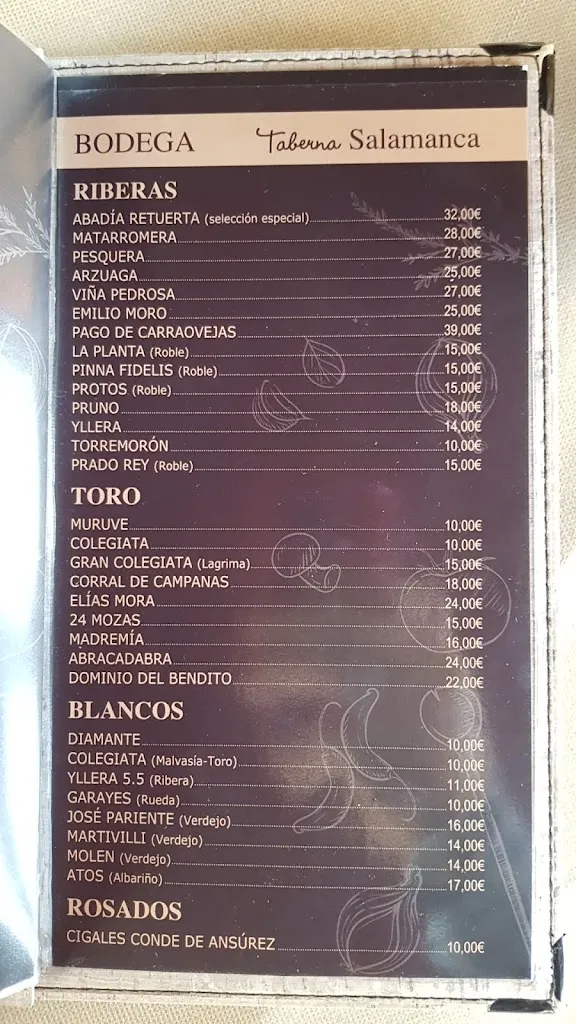 BODEGA Taberna Salamanca
RIBERAS
ABADÍA RETUERTA (selección especial) 32,00€
MATARROMERA 28,00€
PESQUERA 27,00€
ARZUAGA 25,00€
VIÑA PEDROSA 27,00€
EMILIO MORO 25,00€
PAGO DE CARRAOVEJAS 39,00€
LA PLANTA (Roble) 15,00€
PINNA FIDELIS (Roble) 15,00€
PROTOS (Roble) 15,00€
PRUNO 18,00€
YLLERA 14,00€
TORREMORÓN 10,00€
PRADO REY (Roble) 15,00€
TORO
MURUVE 10,00€
COLEGIATA 10,00€
GRAN COLEGIATA (Lagrima) 15,00€
CORRAL DE CAMPANAS 18,00€
ELÍAS MORA 24,00€
24 MOZAS 15,00€
MADREMÍA 16,00€
ABRACADABRA 24,00€
DOMINIO DEL BENDITO 22,00€
BLANCOS
DIAMANTE 10,00€
COLEGIATA (Malvasía-Toro) 10,00€
YLLERA 5.5 (Ribera) 11,00€
GARAYES (Rueda) 10,00€
JOSÉ PARIENTE (Verdejo) 16,00€
MARTIVILLI (Verdejo) 14,00€
MOLEN (Verdejo) 14,00€
ATOS (Albariño) 17,00€
ROSADOS
CIGALES CONDE DE ANSÚREZ 10,00€